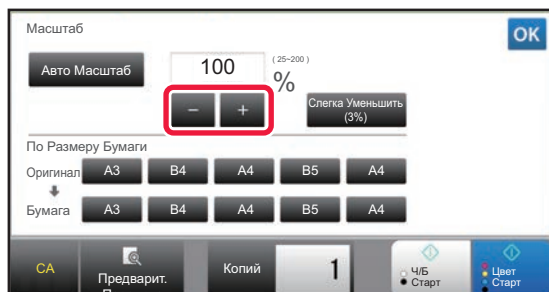 Масштаб
OK
Авто Масштаб
100
( 25~200 )
%
− +
Слегка Уменьшить
(3%)
По Размеру Бумаги
Оригинал A3 B4 A4 B5 A4
Бумага A3 B4 A4 B5 A4
CA
Предварит.
Копий
1
Ч/Б
Старт
Цвет
Старт